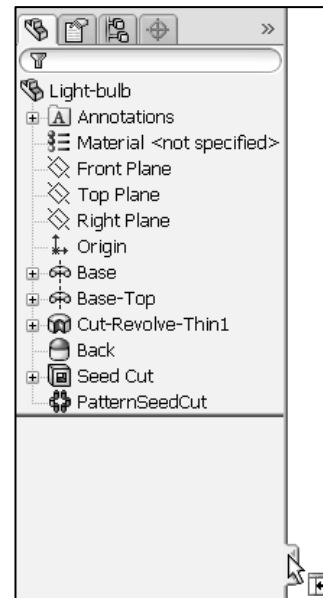 »
Light-bulb
A Annotations
Material <not specified>
Front Plane
Top Plane
Right Plane
Origin
Base
Base-Top
Cut-Revolve-Thin1
Back
Seed Cut
PatternSeedCut